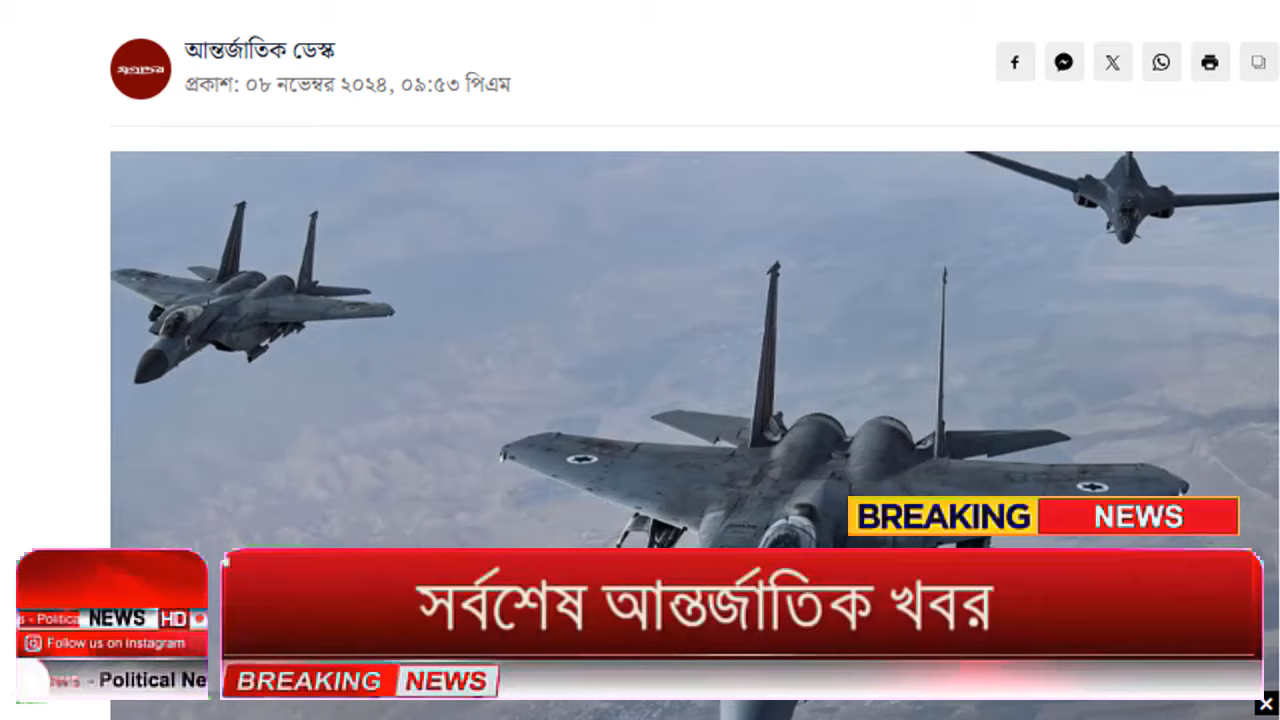 আন্তর্জাতিক ডেস্ক
প্রকাশ: ০৮ নভেম্বর ২০২৪, ০৯:৫৩ পিএম
BREAKING NEWS
সর্বশেষ আন্তর্জাতিক খবর
s - Politica NEWS HD
Follow us on instagram
- Political Ne
BREAKING NEWS